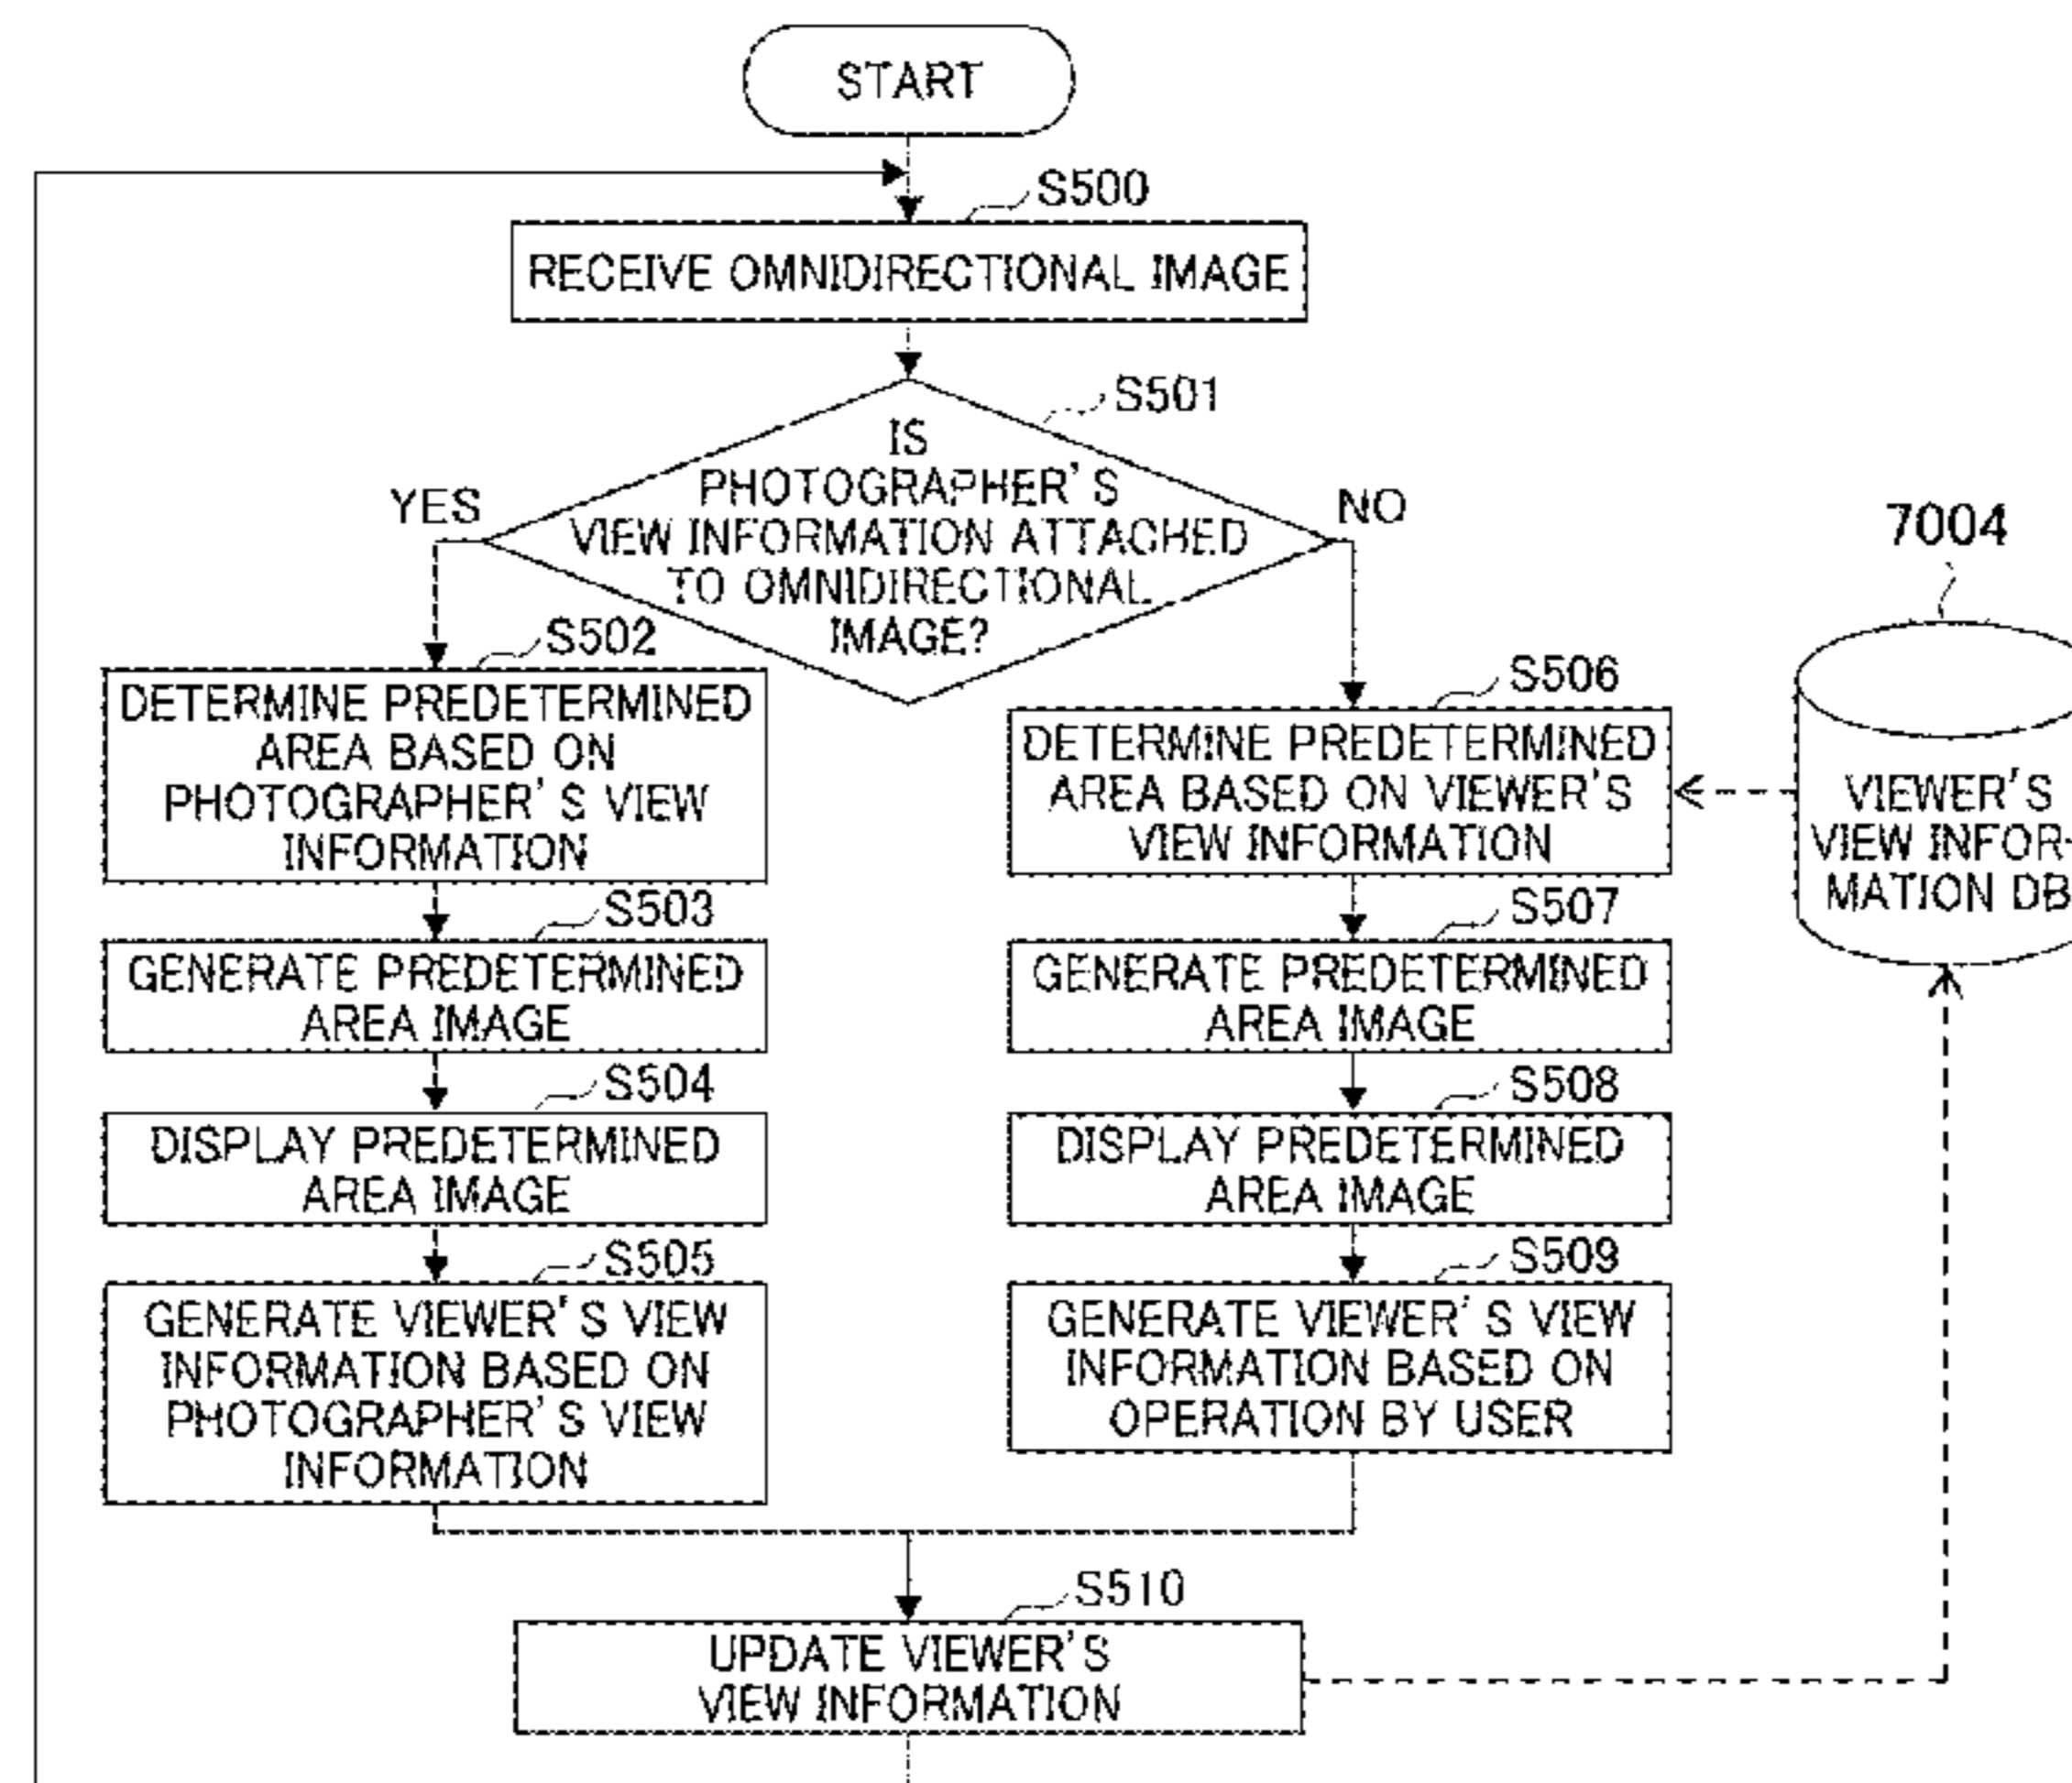 START
S500
RECEIVE OMNIDIRECTIONAL IMAGE
S501
IS
PHOTOGRAPHER'S
VIEW INFORMATION ATTACHED
TO OMNIDIRECTIONAL
IMAGE?
YES
NO
S502
DETERMINE PREDETERMINED
AREA BASED ON
PHOTOGRAPHER'S VIEW
INFORMATION
S503
GENERATE PREDETERMINED
AREA IMAGE
S504
DISPLAY PREDETERMINED
AREA IMAGE
S505
GENERATE VIEWER'S VIEW
INFORMATION BASED ON
PHOTOGRAPHER'S VIEW
INFORMATION
S506
DETERMINE PREDETERMINED
AREA BASED ON VIEWER'S
VIEW INFORMATION
S507
GENERATE PREDETERMINED
AREA IMAGE
S508
DISPLAY PREDETERMINED
AREA IMAGE
S509
GENERATE VIEWER'S VIEW
INFORMATION BASED ON
OPERATION BY USER
7004
VIEWER'S
VIEW INFOR-
MATION DB
S510
UPDATE VIEWER'S
VIEW INFORMATION